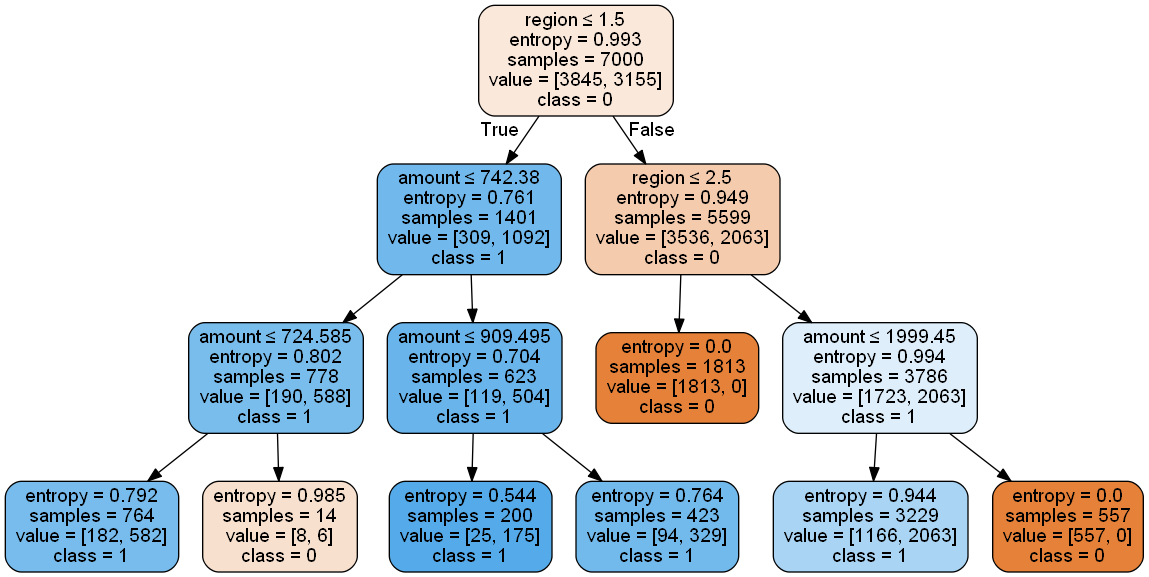 region ≤ 1.5
entropy = 0.993
samples = 7000
value = [3845, 3155]
class = 0
True
False
amount ≤ 742.38
entropy = 0.761
samples = 1401
value = [309, 1092]
class = 1
region ≤ 2.5
entropy = 0.949
samples = 5599
value = [3536, 2063]
class = 0
amount ≤ 724.585
entropy = 0.802
samples = 778
value = [190, 588]
class = 1
amount ≤ 909.495
entropy = 0.704
samples = 623
value = [119, 504]
class = 1
entropy = 0.0
samples = 1813
value = [1813, 0]
class = 0
amount ≤ 1999.45
entropy = 0.994
samples = 3786
value = [1723, 2063]
class = 1
entropy = 0.792
samples = 764
value = [182, 582]
class = 1
entropy = 0.985
samples = 14
value = [8, 6]
class = 0
entropy = 0.544
samples = 200
value = [25, 175]
class = 1
entropy = 0.764
samples = 423
value = [94, 329]
class = 1
entropy = 0.944
samples = 3229
value = [1166, 2063]
class = 1
entropy = 0.0
samples = 557
value = [557, 0]
class = 0